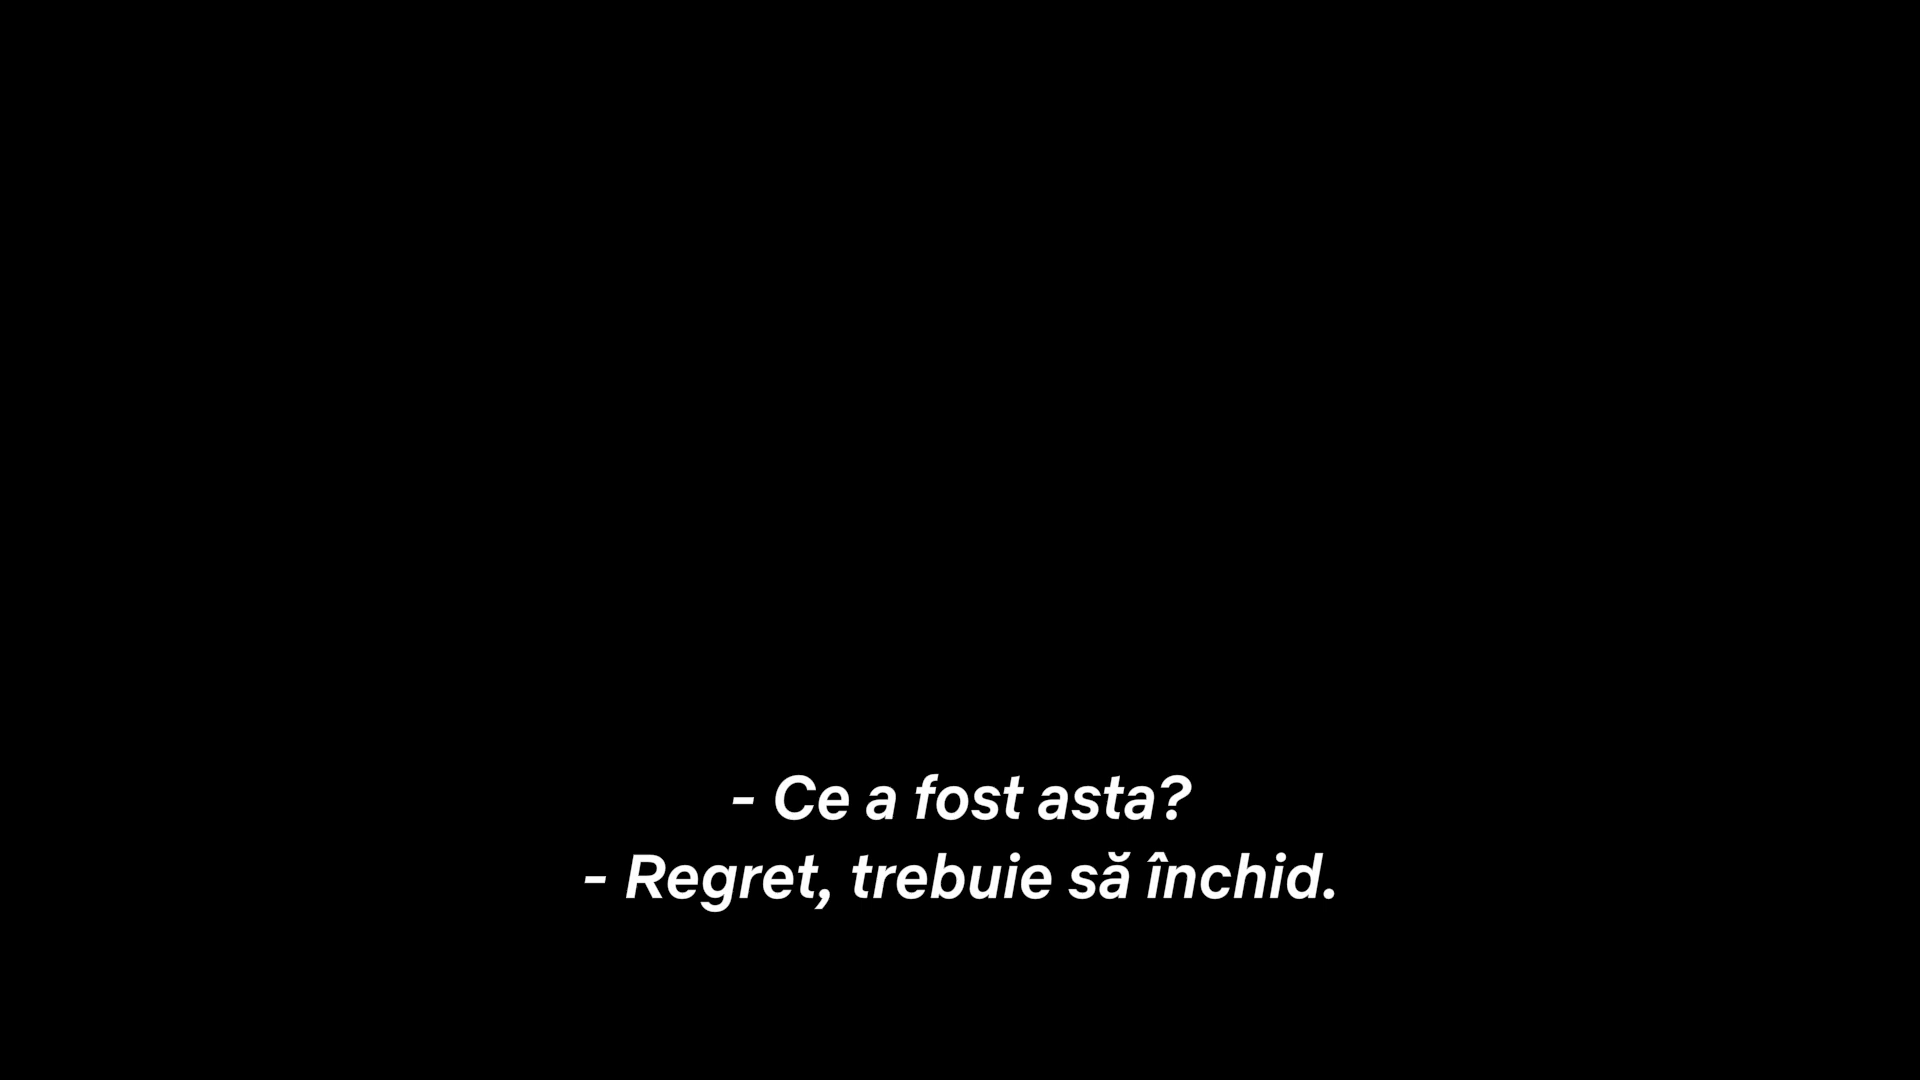 - Ce a fost asta?
- Regret, trebuie să închid.